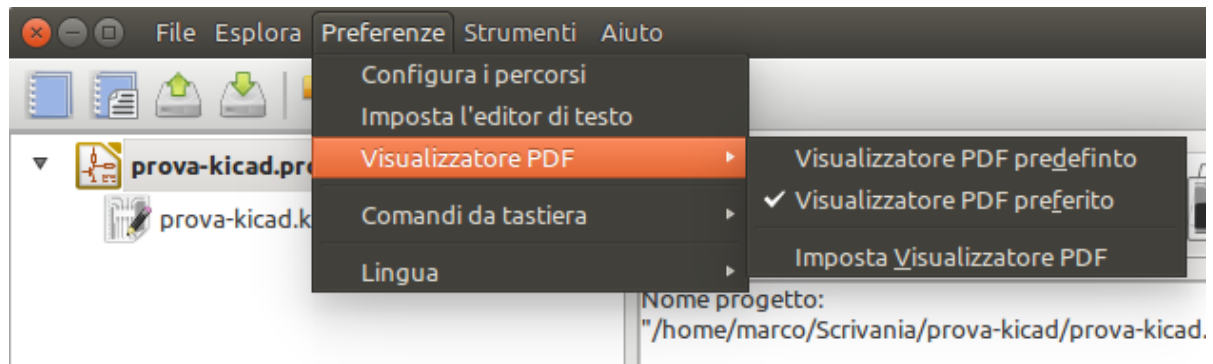 File Esplora Preferenze Strumenti Aiuto
Configura i percorsi
Imposta l'editor di testo
Visualizzatore PDF
Comandi da tastiera
Lingua
Visualizzatore PDF predefinto
Visualizzatore PDF preferito
Imposta Visualizzatore PDF
prova-kicad.pr
prova-kicad.k
Nome progetto:
"/home/marco/Scrivania/prova-kicad/prova-kicad.